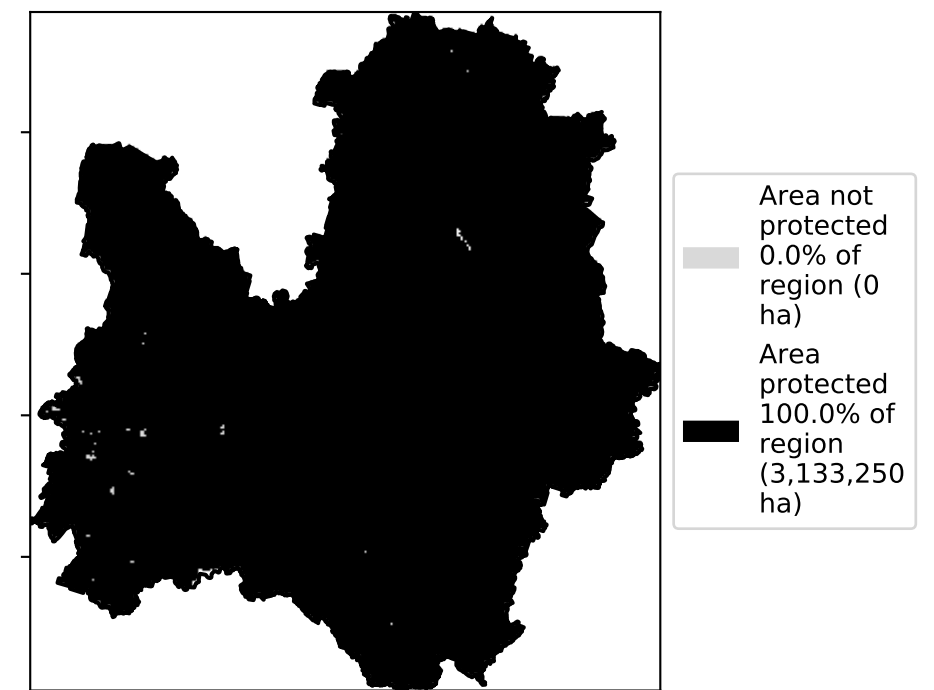 Area not
protected
0.0% of
region (0
ha)
Area
protected
100.0% of
region
(3,133,250
ha)